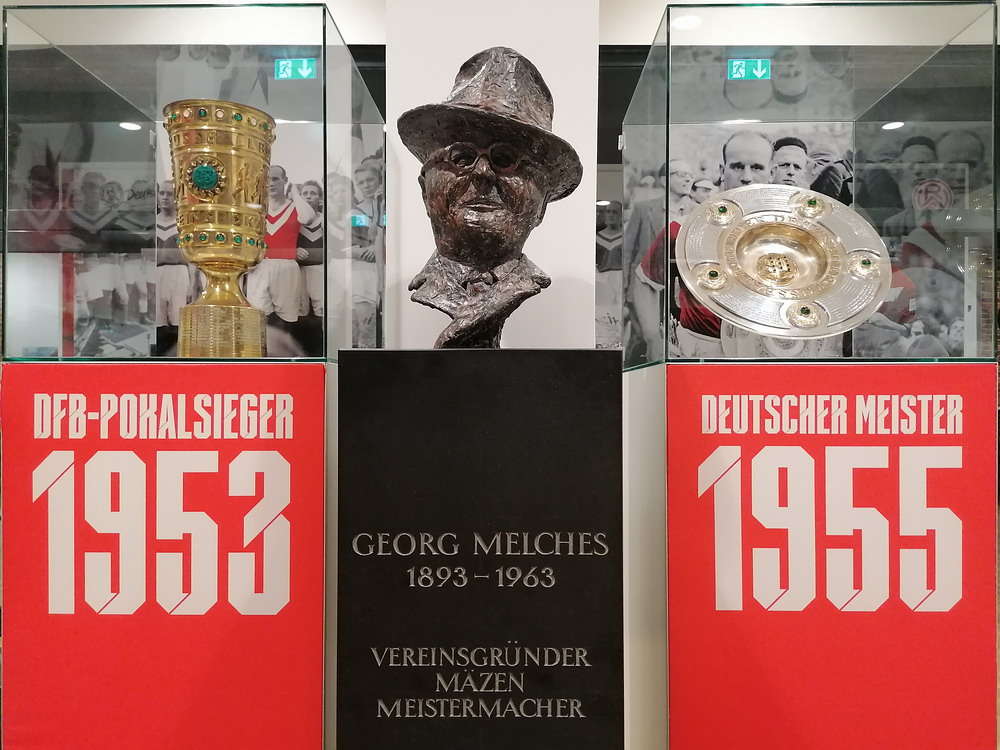 DFB-POKALSIEGER
1953
GEORG MELCHES
1893 – 1963
VEREINSGRÜNDER
MÄZEN
MEISTERMACHER
DEUTSCHER MEISTER
1955